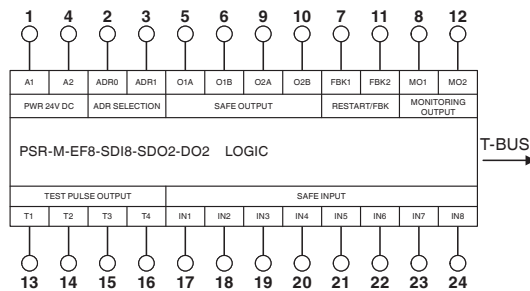 1 4 2 3 5 6 9 10 7 11 8 12
A1 A2 ADR0 ADR1 O1A O1B O2A O2B FBK1 FBK2 MO1 MO2
PWR 24V DC ADR SELECTION SAFE OUTPUT RESTART/FBK MONITORING
OUTPUT
T-BUS
PSR-M-EF8-SDI8-SDO2-DO2 LOGIC
TEST PULSE OUTPUT SAFE INPUT
T1 T2 T3 T4 IN1 IN2 IN3 IN4 IN5 IN6 IN7 IN8
13 14 15 16 17 18 19 20 21 22 23 24